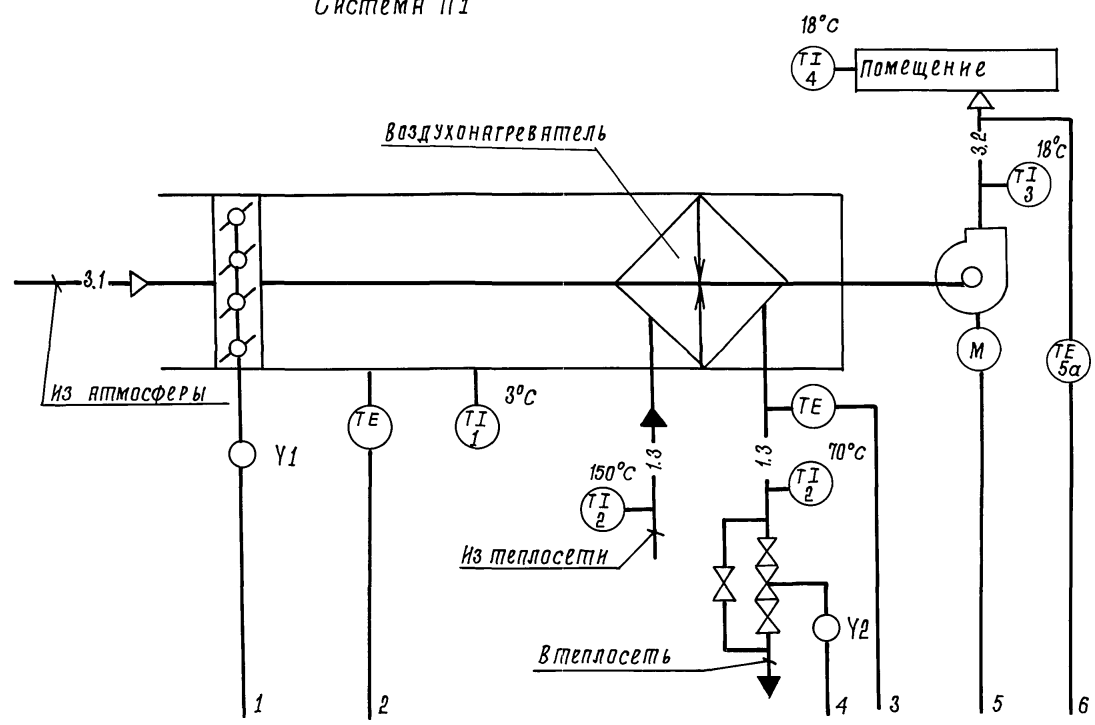 Система П1
18°С
TI
4
Помещение
Воздухонагреватель
3.2
18°С
TI
3
3.1
М
TE
5а
Из атмосферы
TE
TI
1
3°С
TE
Y1
1.3
1.3
70°С
150°С
TI
2
TI
2
Из теплосети
Y2
В теплосеть
1
2
4
3
5
6